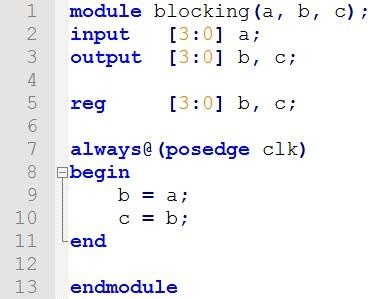 1 module blocking(a, b, c);
2 input [3:0] a;
3 output [3:0] b, c;
4
5 reg [3:0] b, c;
6
7 always@(posedge clk)
8 begin
9 b = a;
10 c = b;
11 end
12
13 endmodule